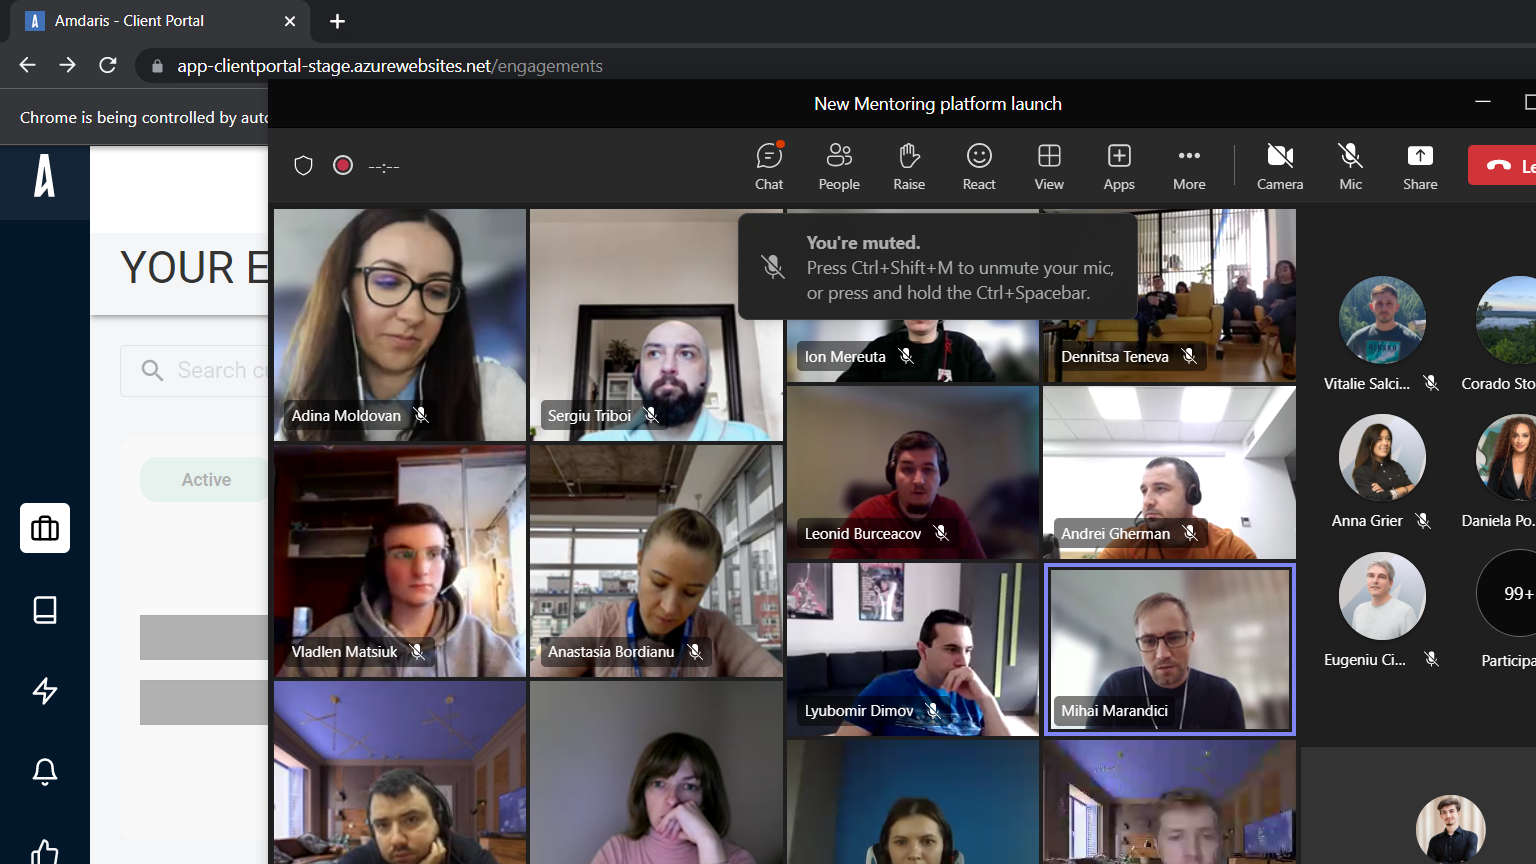 Amdaris - Client Portal
app-clientportal-stage.azurewebsites.net/engagements
New Mentoring platform launch
Chrome is being controlled by auto
--:--
Chat
People
Raise
React
View
Apps
More
Camera
Mic
Share
Le
YOUR E
Search cu
Active
You're muted.
Press Ctrl+Shift+M to unmute your mic,
or press and hold the Ctrl+Spacebar.
Ion Mereuta
Dennitsa Teneva
Adina Moldovan
Sergiu Triboi
Vitalie Salci...
Corado Sto
Leonid Burceacov
Andrei Gherman
Anna Grier
Daniela Po.
Vladlen Matsiuk
Anastasia Bordianu
Lyubomir Dimov
Mihai Marandici
99+
Eugeniu Ci...
Participa